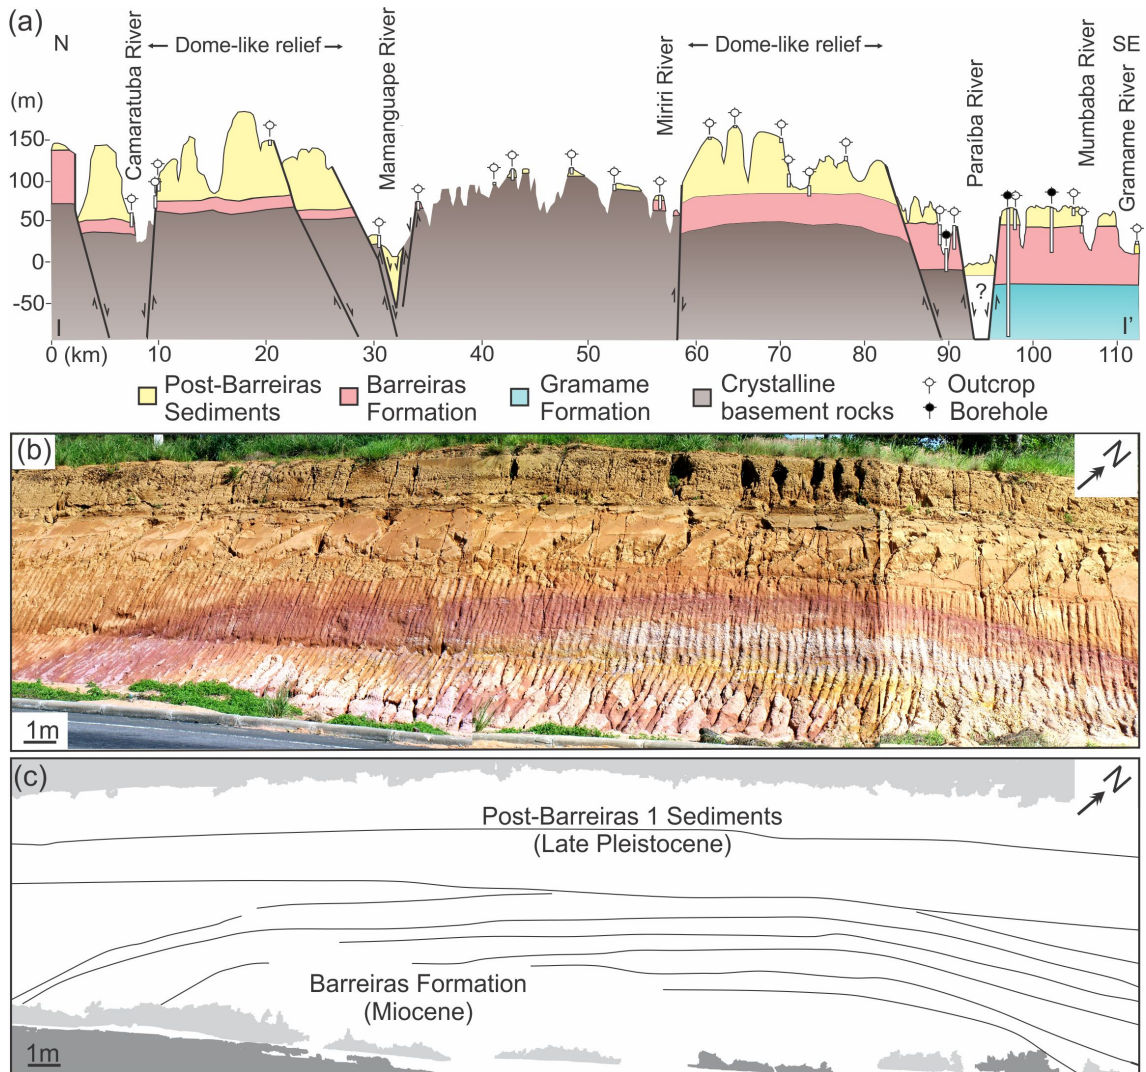 (a)
N
Camaratuba River
← Dome-like relief →
Mamanguape River
Miriri River
← Dome-like relief →
Paraiba River
Mumbaba River
SE
Gramame River
(m)
150
100
50
0
-50
?
I
I'
0 (km)
10
20
30
40
50
60
70
80
90
100
110
Post-Barreiras
Sediments
Barreiras
Formation
Gramame
Formation
Crystalline
basement rocks
Outcrop
Borehole
(b)
N
1m
(c)
N
Post-Barreiras 1 Sediments
(Late Pleistocene)
Barreiras Formation
(Miocene)
1m